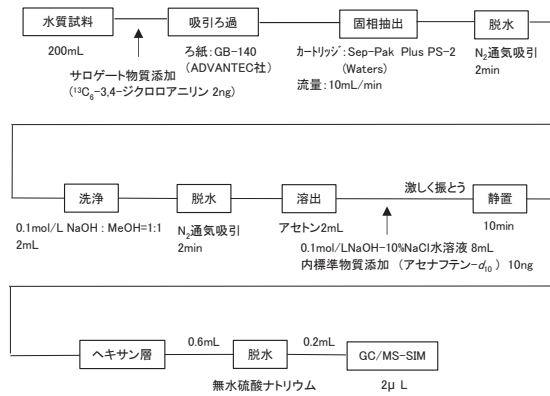 水質試料
吸引ろ過
固相抽出
脱水
200mL
ろ紙:GB-140
(ADVANTEC社)
カートリッジ:Sep-Pak Plus PS-2
(Waters)
流量:10mL/min
N₂通気吸引
2min
サロゲート物質添加
(¹³C₆-3,4-ジクロロアニリン 2ng)
洗浄
脱水
溶出
激しく振とう
静置
0.1mol/L NaOH : MeOH=1:1
2mL
N₂通気吸引
2min
アセトン2mL
10min
0.1mol/LNaOH-10%NaCl水溶液 8mL
内標準物質添加 (アセナフテン-d₁₀) 10ng
ヘキサン層
0.6mL
脱水
0.2mL
GC/MS-SIM
無水硫酸ナトリウム
2μ L